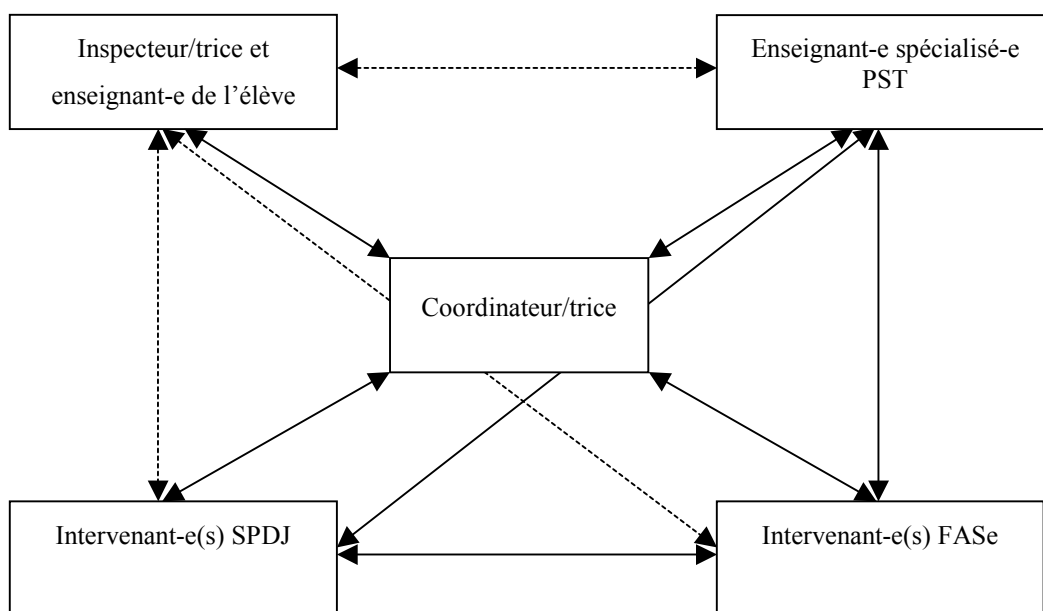 Inspecteur/trice et
enseignant-e de l’élève
Enseignant-e spécialisé-e
PST
Coordinateur/trice
Intervenant-e(s) SPDJ
Intervenant-e(s) FASe